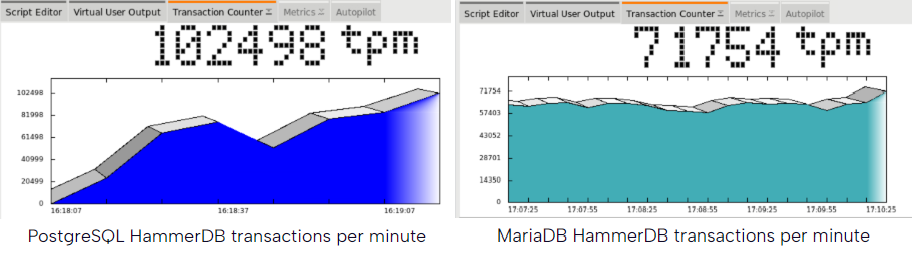 Script Editor Virtual User Output Transaction Counter Metrics Autopilot
102498 tpm
102498
81998
61498
40999
20499
0
16:18:07 16:18:37 16:19:07
PostgreSQL HammerDB transactions per minute
Script Editor Virtual User Output Transaction Counter Metrics Autopilot
71754 tpm
71754
57403
43052
28701
14350
0
17:07:25 17:07:55 17:08:25 17:08:55 17:09:25 17:09:55 17:10:25
MariaDB HammerDB transactions per minute